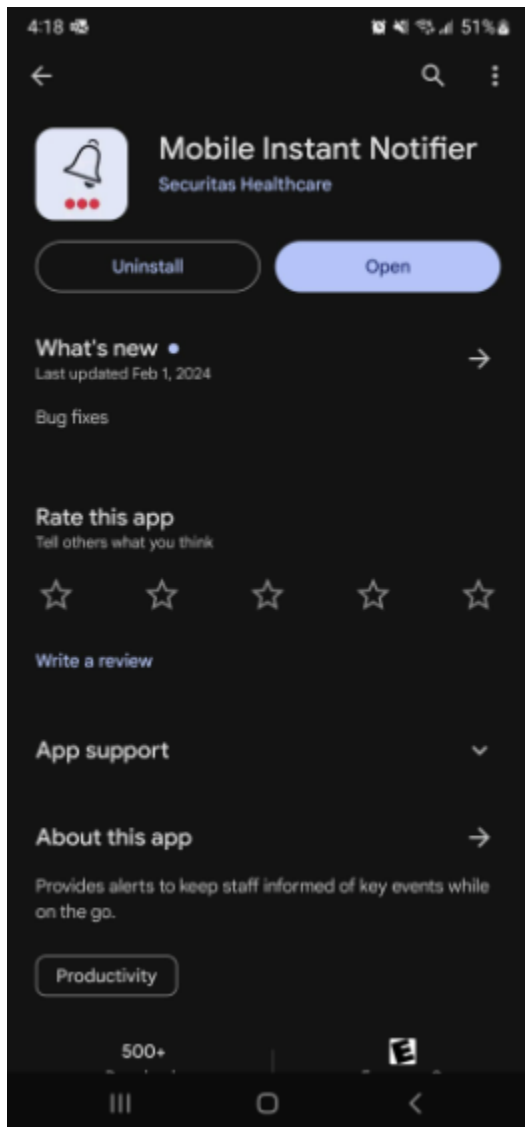 4:18
51%
Mobile Instant Notifier
Securitas Healthcare
Uninstall
Open
What's new
Last updated Feb 1, 2024
Bug fixes
Rate this app
Tell others what you think
Write a review
App support
About this app
Provides alerts to keep staff informed of key events while
on the go.
Productivity
500+
E